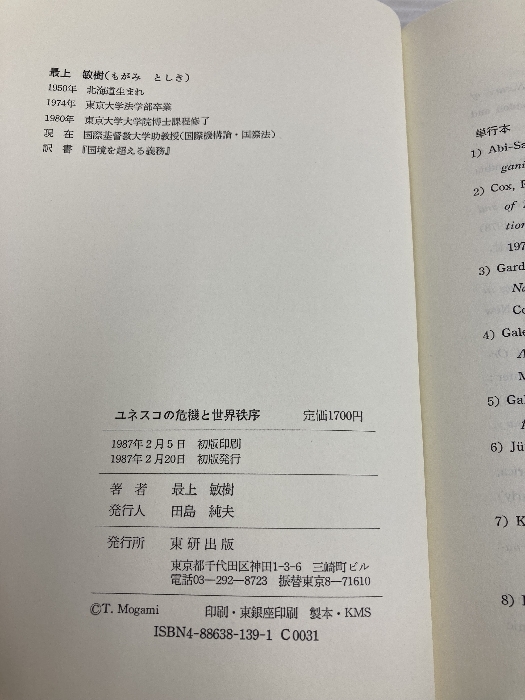 最上　敏樹(もがみ　としき)
1950年　北海道生まれ
1974年　東京大学法学部卒業
1980年　東京大学大学院博士課程修了
現　在　国際基督教大学助教授(国際機構論・国際法)
訳　書　『国境を超える義務』
ユネスコの危機と世界秩序　定価1700円
1987年2月5日　初版印刷
1987年2月20日　初版発行
著　者　最上　敏樹
発行人　田島　純夫
発行所　東研出版
東京都千代田区神田1-3-6　三崎町ビル
電話03-292-8723　振替東京8-71610
©T. Mogami　印刷・東銀座印刷　製本・KMS
ISBN4-88638-139-1 C0031
単行本
1) Abi-Sa
gani
2) Cox,
of
tion
197
3) Gard
Na
Co
4) Gale
A
M
5) Gal
6) Jü
7) K
8)